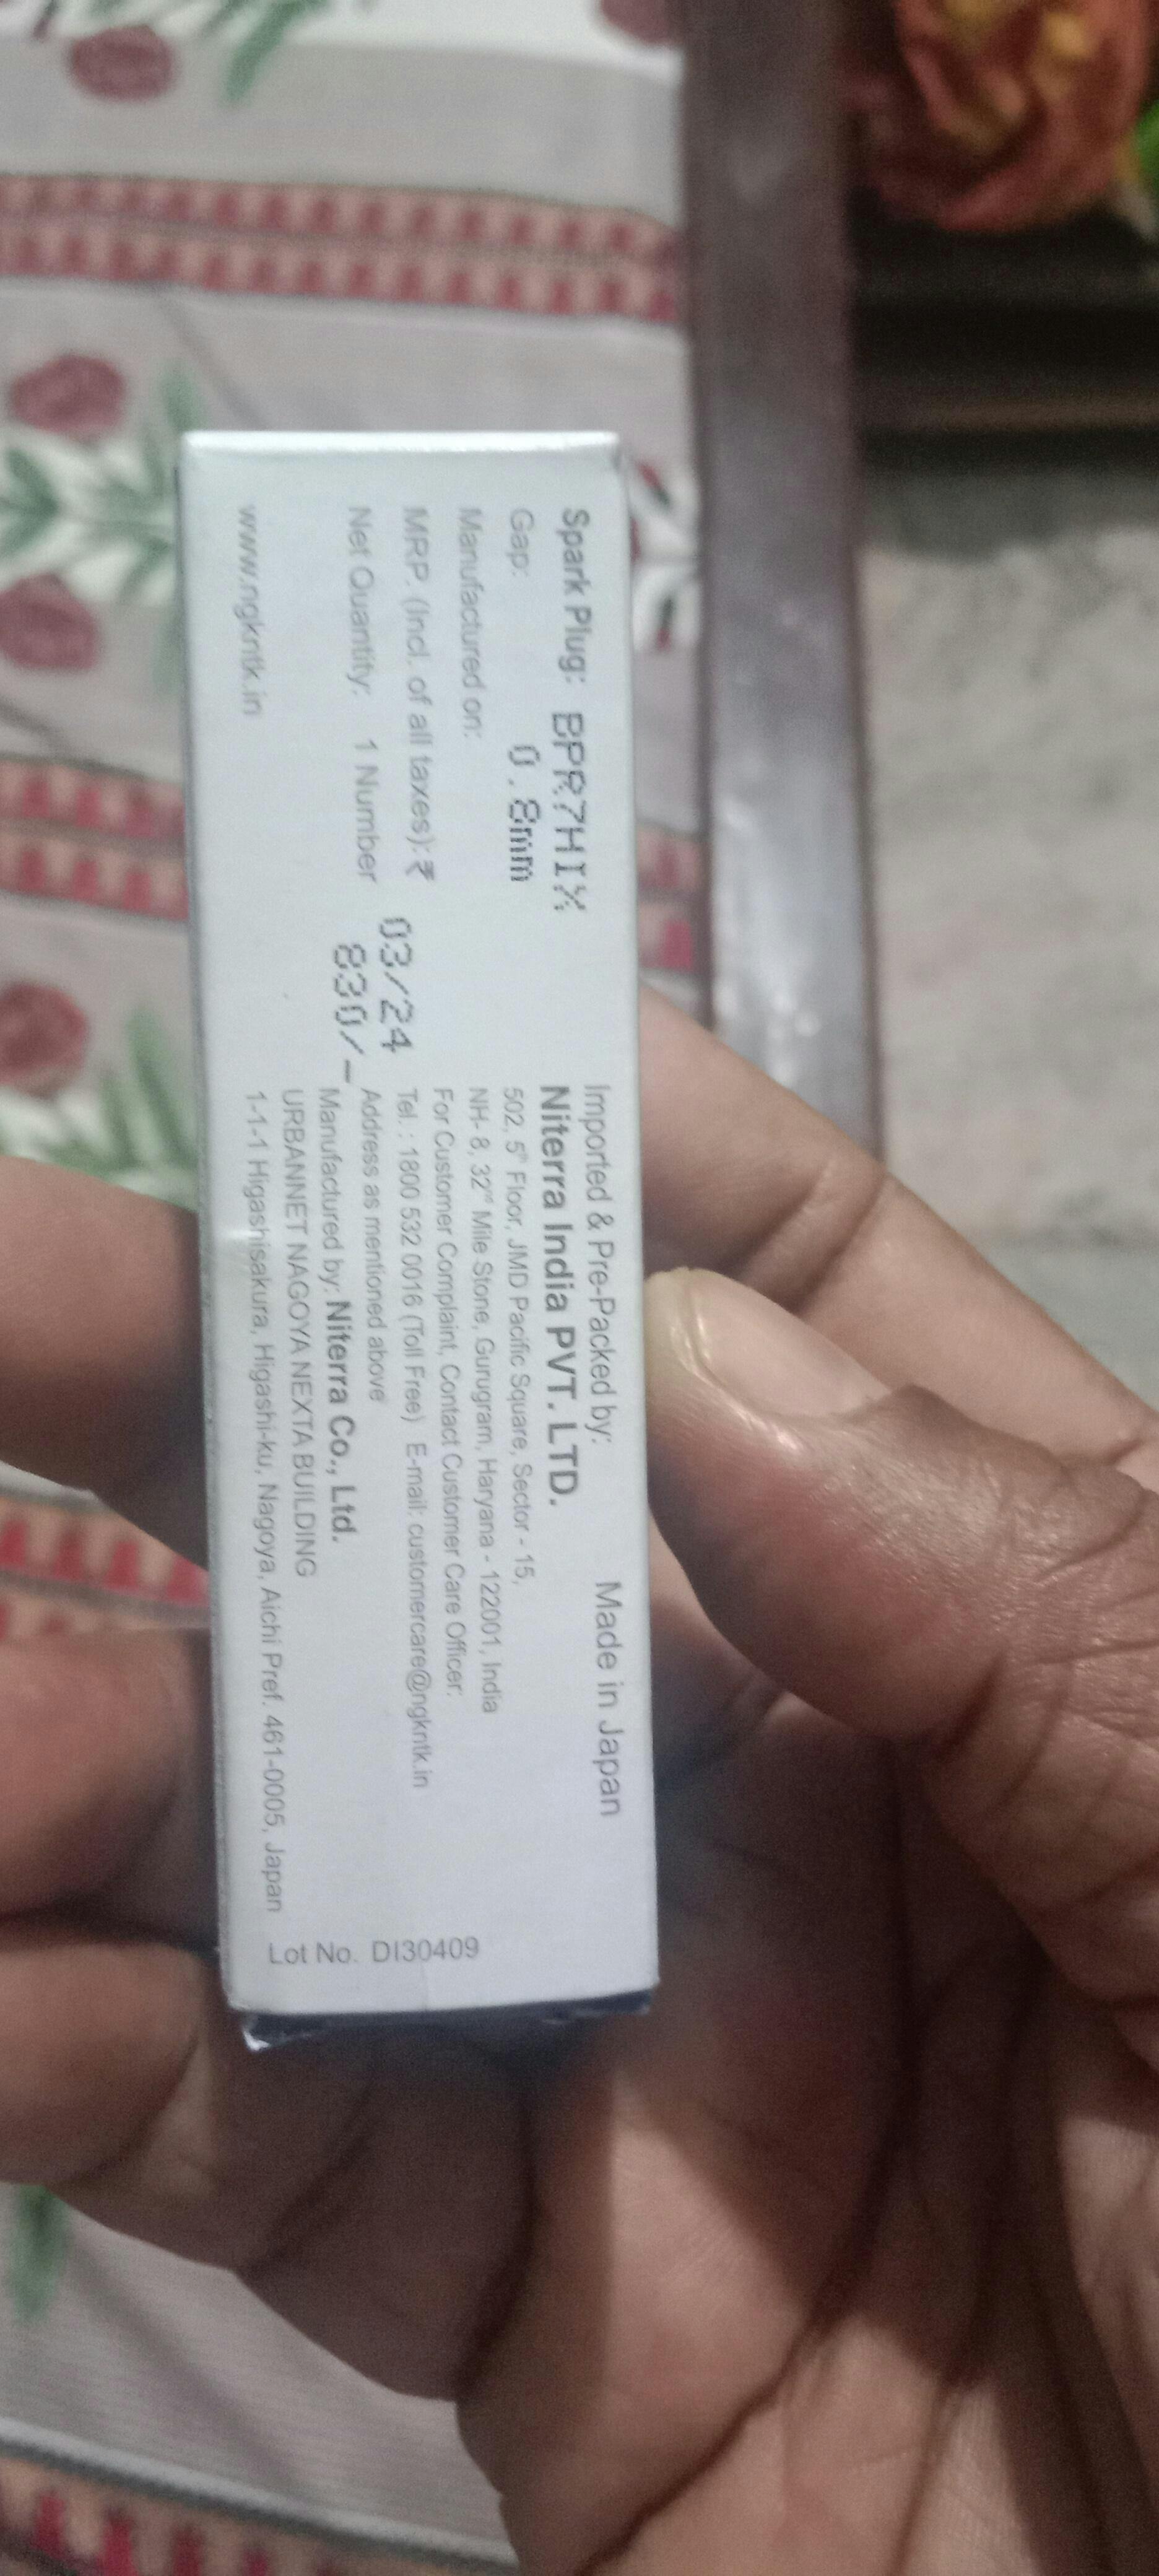 Spark Plug: BPR7HIX
Gap: 0.8mm
Manufactured on: 03/24
MRP. (Incl. of all taxes):₹ 830/-
Net Quantity: 1 Number
www.ngkntk.in
Imported & Pre-Packed by: Made in Japan
Niterra India PVT. LTD.
502, 5th Floor, JMD Pacific Square, Sector - 15,
NH- 8, 32nd Mile Stone, Gurugram, Haryana - 122001, India
For Customer Complaint, Contact Customer Care Officer:
Tel. : 1800 532 0016 (Toll Free) E-mail: customercare@ngkntk.in
Address as mentioned above
Manufactured by: Niterra Co., Ltd.
URBANNET NAGOYA NEXTA BUILDING
1-1-1 Higashisakura, Higashi-ku, Nagoya, Aichi Pref. 461-0005, Japan
Lot No. DI30409